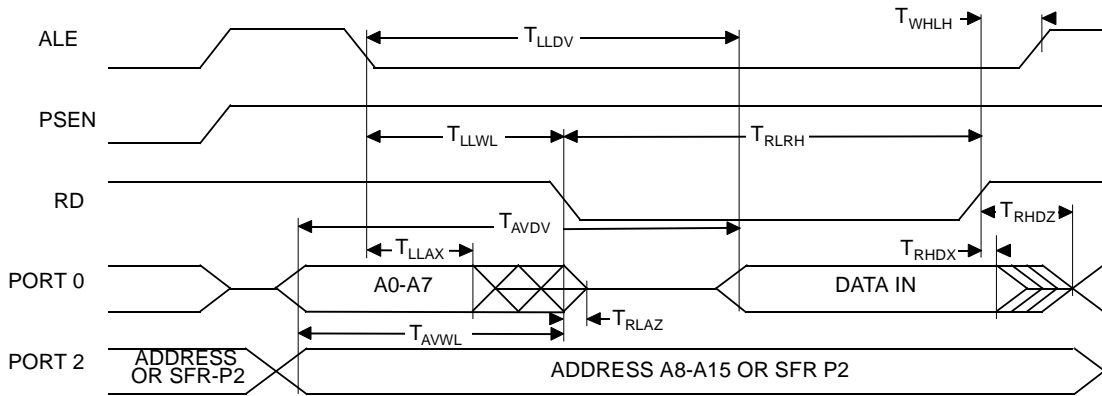 T_WHLH
ALE
T_LLDV
PSEN
T_LLWL
T_RLRH
RD
T_AVDV
T_RHDZ
T_LLAX
T_RHDX
PORT 0
A0-A7
DATA IN
T_RLAZ
T_AVWL
PORT 2
ADDRESS
OR SFR-P2
ADDRESS A8-A15 OR SFR P2